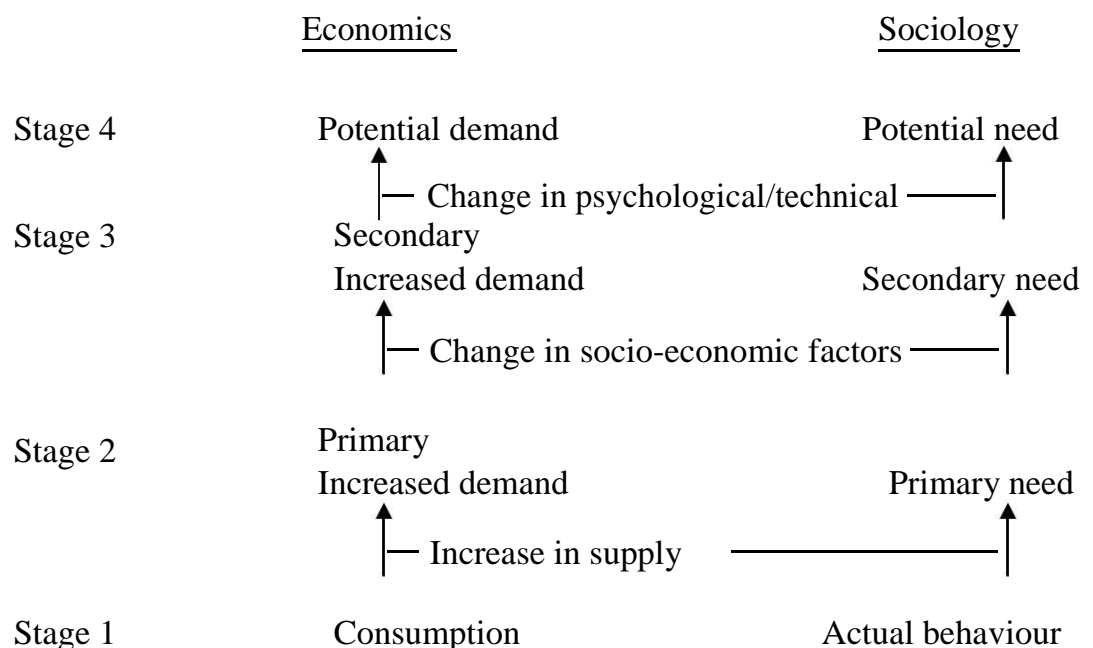 Economics Sociology
Stage 4 Potential demand Potential need
Change in psychological/technical
Stage 3 Secondary
Increased demand Secondary need
Change in socio-economic factors
Stage 2 Primary
Increased demand Primary need
Increase in supply
Stage 1 Consumption Actual behaviour